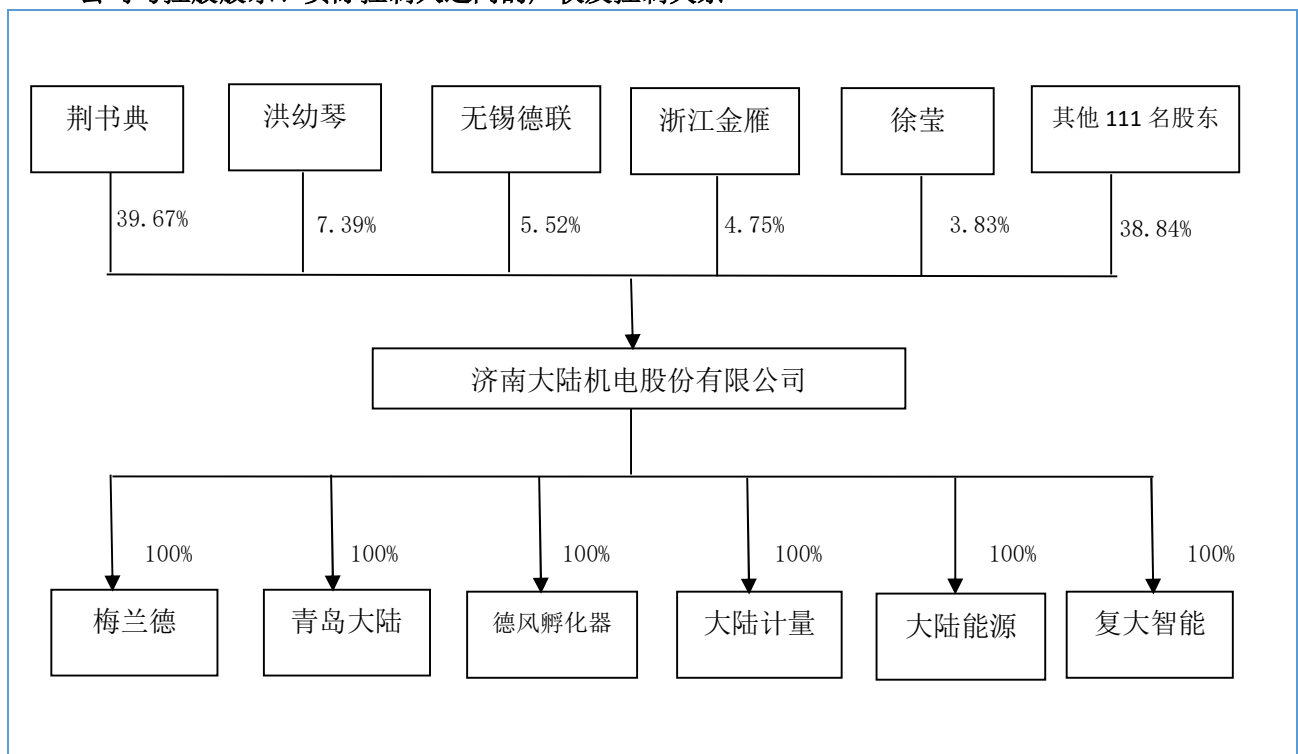 荆书典
洪幼琴
无锡德联
浙江金雁
徐莹
其他 111 名股东
39.67%
7.39%
5.52%
4.75%
3.83%
38.84%
济南大陆机电股份有限公司
100%
100%
100%
100%
100%
100%
梅兰德
青岛大陆
德风孵化器
大陆计量
大陆能源
复大智能